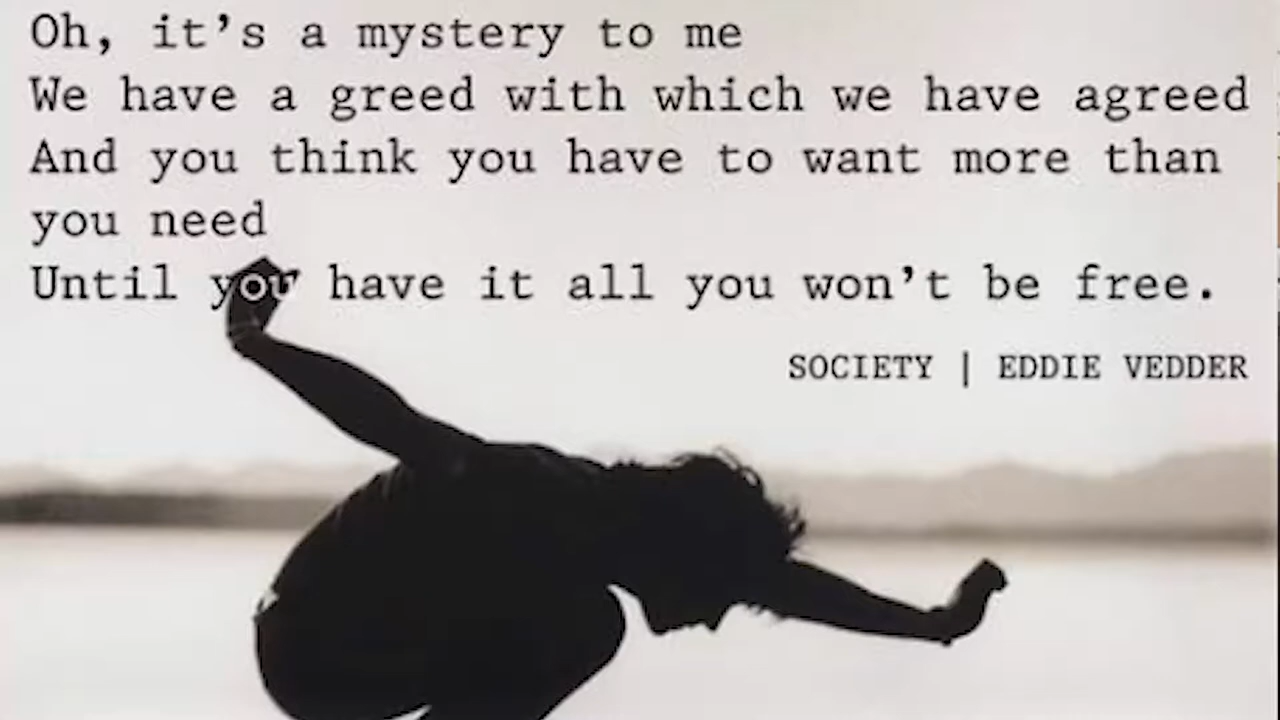 Oh, it’s a mystery to me
We have a greed with which we have agreed
And you think you have to want more than
you need
Until you have it all you won’t be free.
SOCIETY | EDDIE VEDDER